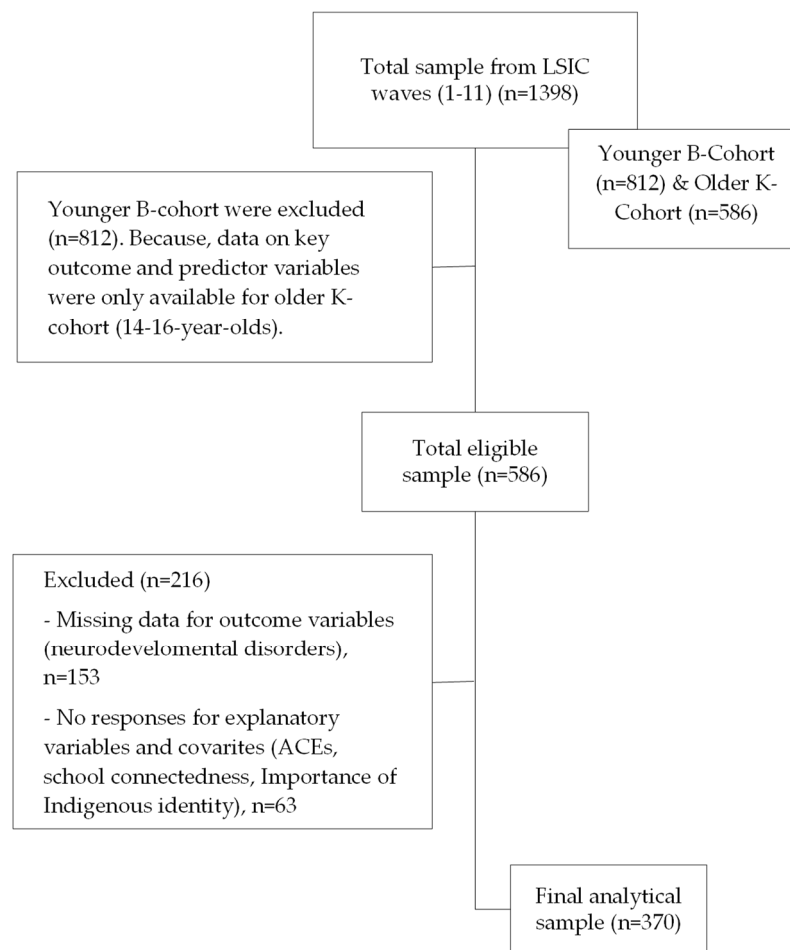 Total sample from LSIC
waves (1-11) (n=1398)
Younger B-Cohort
(n=812) & Older K-
Cohort (n=586)
Younger B-cohort were excluded
(n=812). Because, data on key
outcome and predictor variables
were only available for older K-
cohort (14-16-year-olds).
Total eligible
sample (n=586)
Excluded (n=216)
- Missing data for outcome variables
(neurodevelomental disorders),
n=153
- No responses for explanatory
variables and covarites (ACEs,
school connectedness, Importance of
Indigenous identity), n=63
Final analytical
sample (n=370)